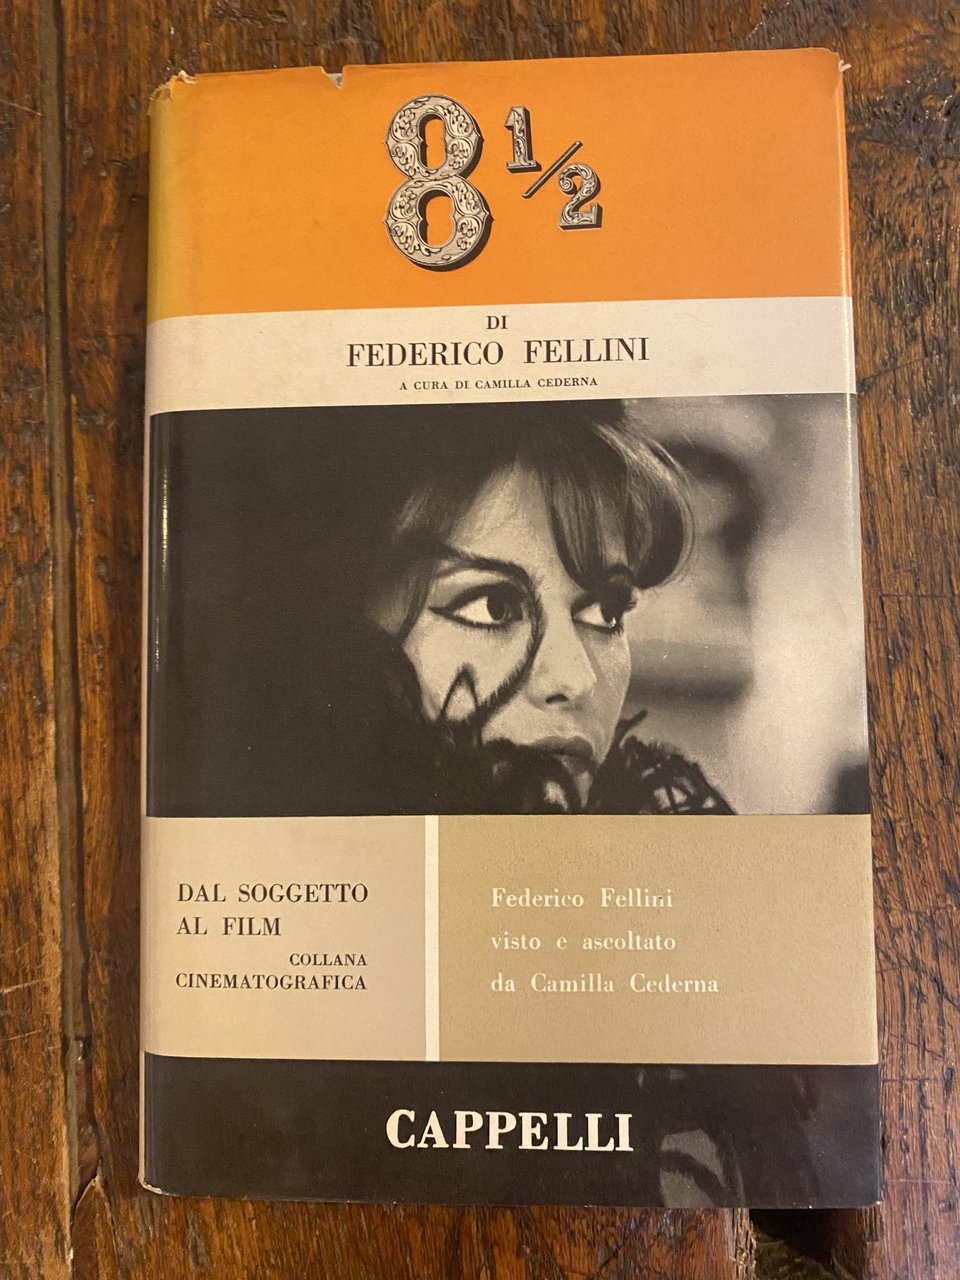 8 1/2
DI
FEDERICO FELLINI
A CURA DI CAMILLA CEDERNA
DAL SOGGETTO
AL FILM
COLLANA
CINEMATOGRAFICA
Federico Fellini
visto e ascoltato
da Camilla Cederna
CAPPELLI